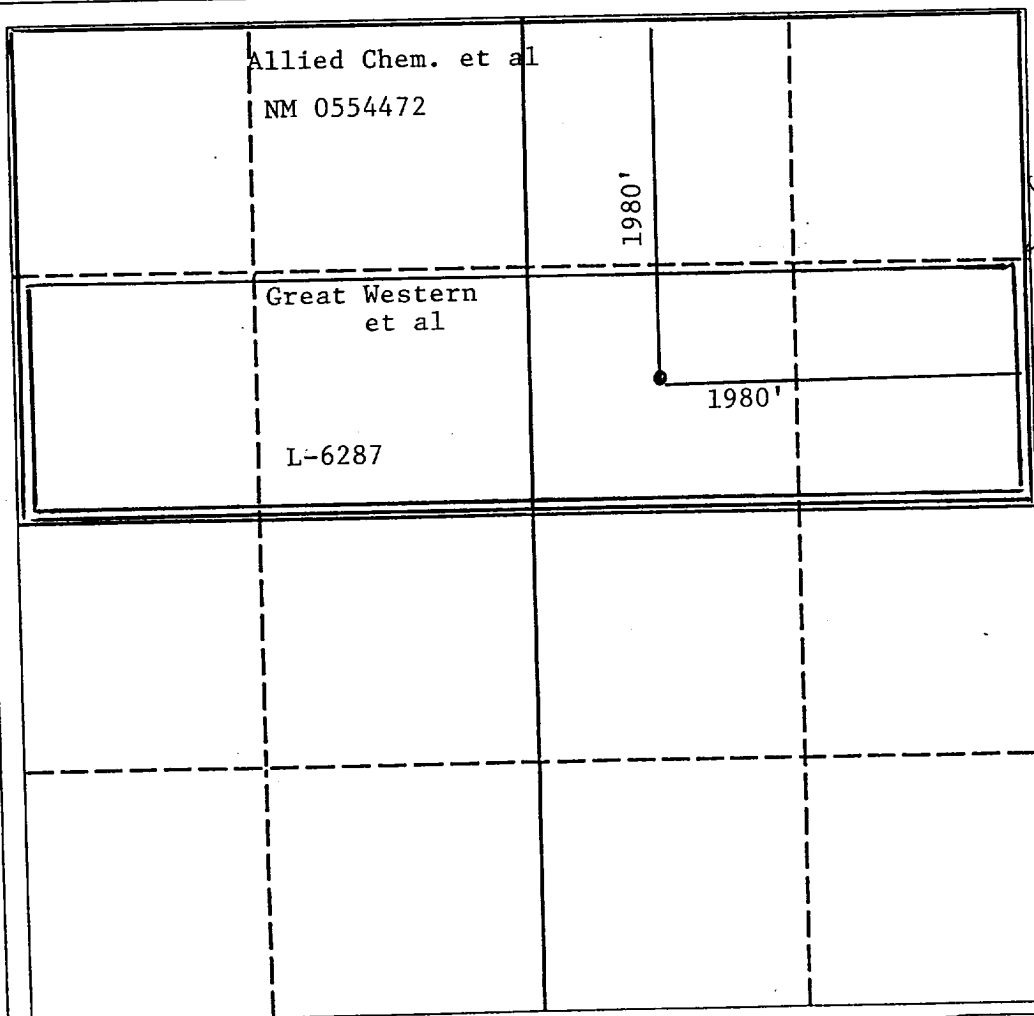 Allied Chem. et al
NM 0554472
1980'
Great Western
et al
1980'
L-6287